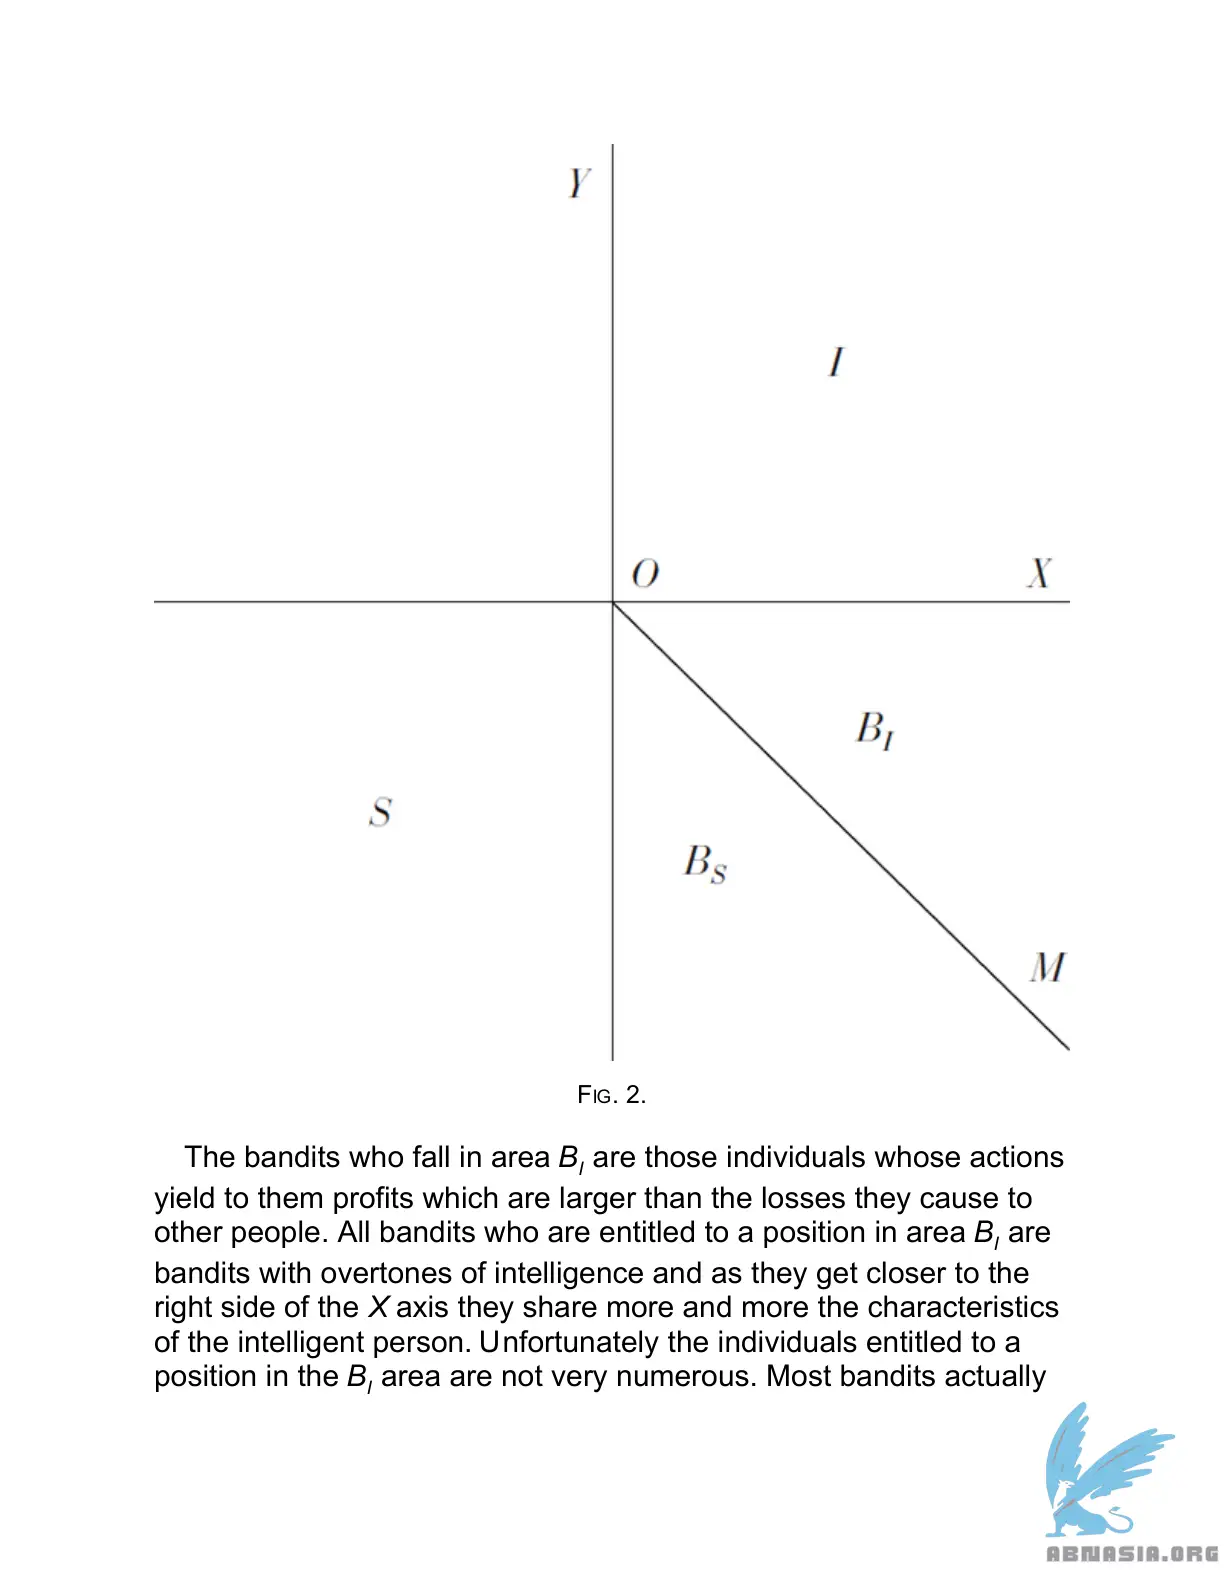 Y
I
O
X
B_I
S
B_S
M
FIG. 2.
The bandits who fall in area B_I are those individuals whose actions
yield to them profits which are larger than the losses they cause to
other people. All bandits who are entitled to a position in area B_I are
bandits with overtones of intelligence and as they get closer to the
right side of the X axis they share more and more the characteristics
of the intelligent person. Unfortunately the individuals entitled to a
position in the B_I area are not very numerous. Most bandits actually
ABNASIA.ORG